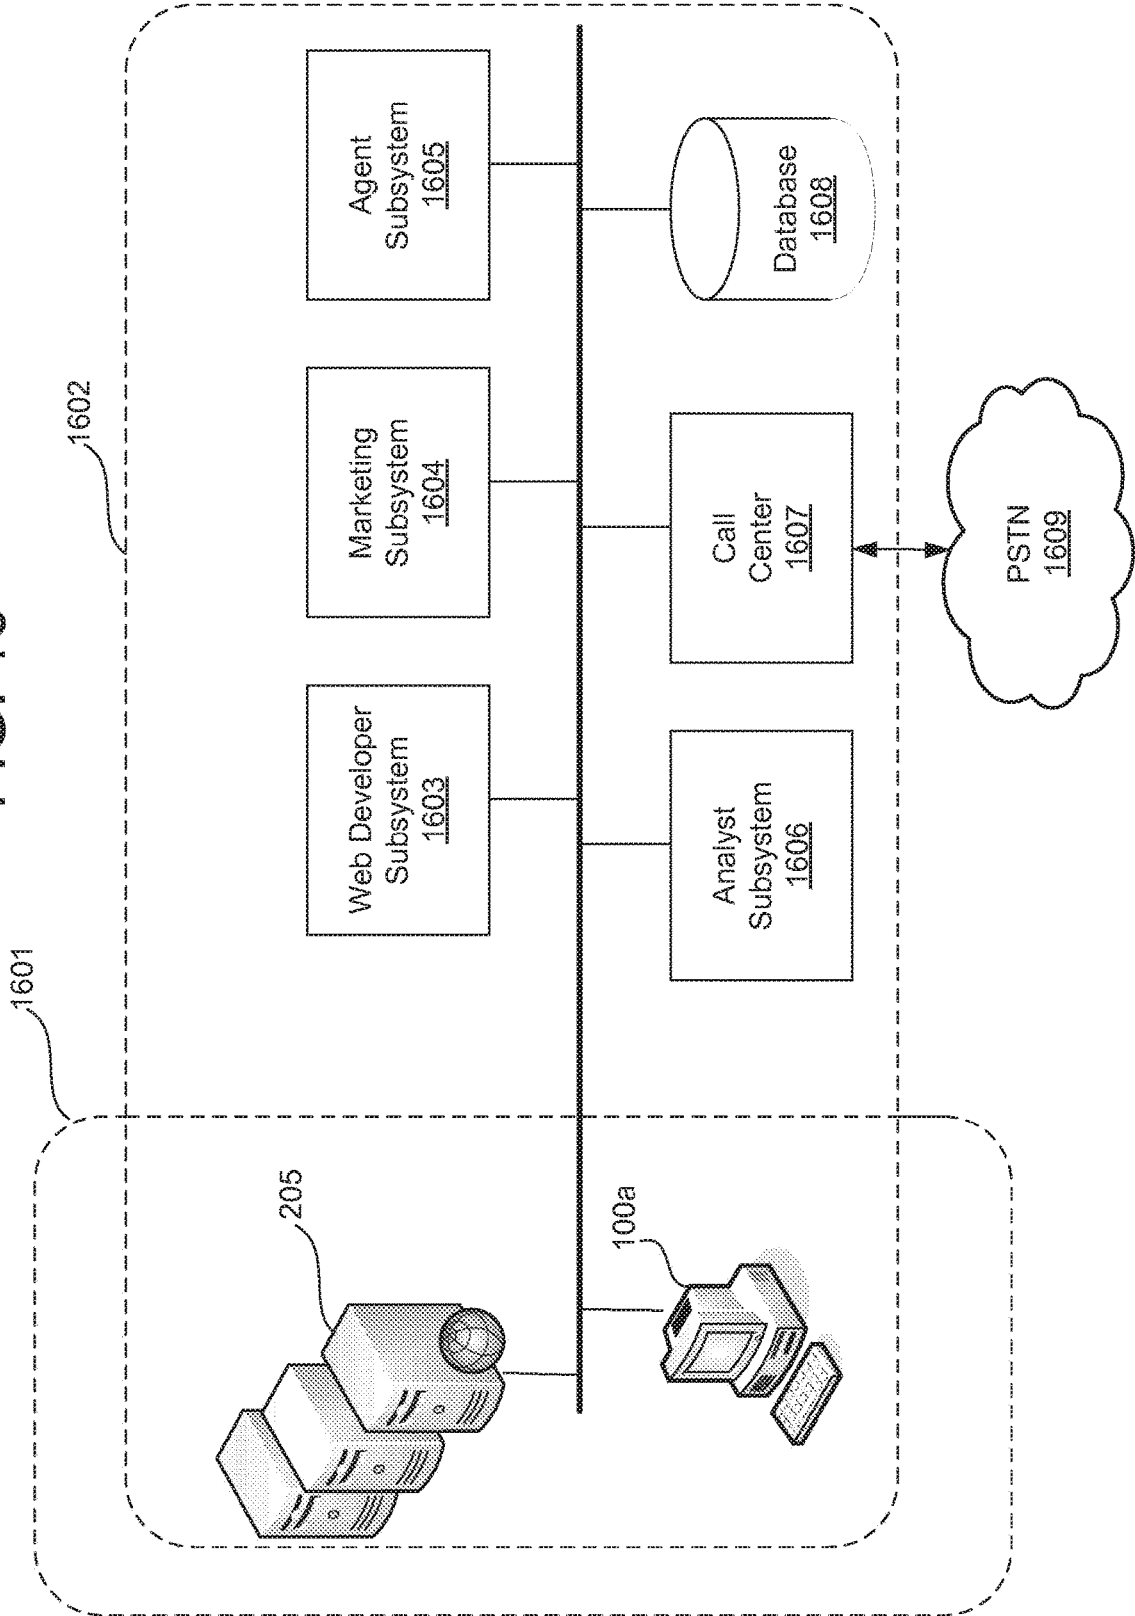 1601
1602
205
Web Developer
Subsystem
1603
Marketing
Subsystem
1604
Agent
Subsystem
1605
100a
Analyst
Subsystem
1606
Call
Center
1607
Database
1608
PSTN
1609